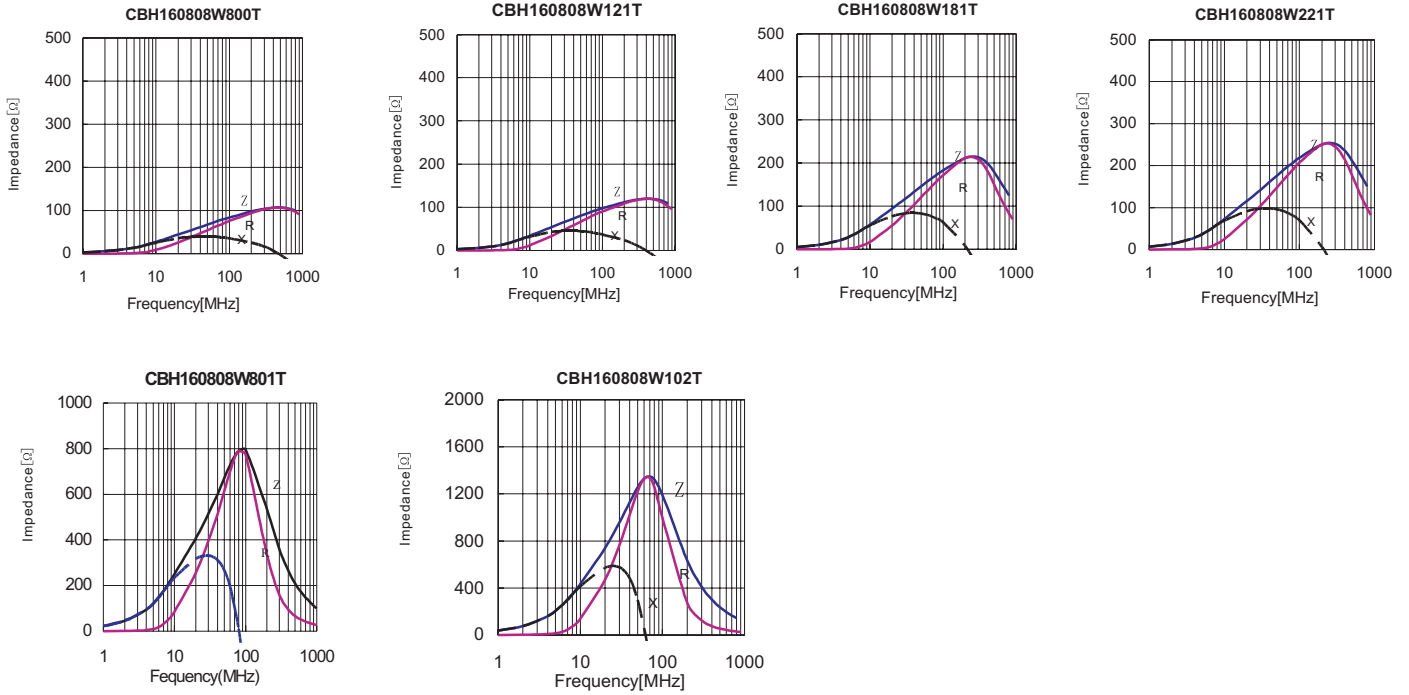 CBH160808W800T
500
400
300
200
100
0
Impedance[Ω]
Z
R
X
1
10
100
1000
Frequency[MHz]
CBH160808W121T
500
400
300
200
100
0
Impedance[Ω]
Z
R
X
1
10
100
1000
Frequency[MHz]
CBH160808W181T
500
400
300
200
100
0
Impedance[Ω]
Z
R
X
1
10
100
1000
Frequency[MHz]
CBH160808W221T
500
400
300
200
100
0
Impedance[Ω]
Z
R
X
1
10
100
1000
Frequency[MHz]
CBH160808W801T
1000
800
600
400
200
0
Impedance[Ω]
Z
R
1
10
100
1000
Fequency(MHz)
CBH160808W102T
2000
1600
1200
800
400
0
Impedance[Ω]
Z
R
X
1
10
100
1000
Frequency[MHz]